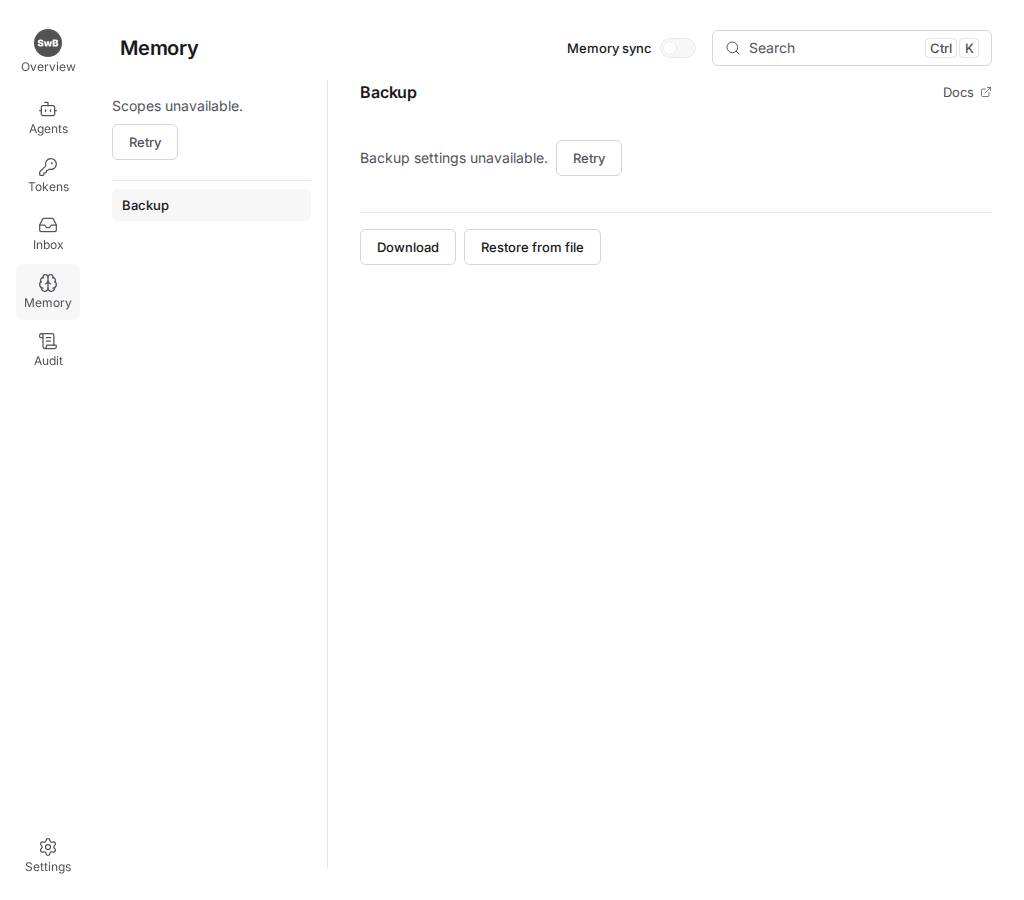 SwB
Overview
Agents
Tokens
Inbox
Memory
Audit
Settings
Memory
Memory sync
Search
Ctrl K
Scopes unavailable.
Retry
Backup
Backup
Docs
Backup settings unavailable.
Retry
Download
Restore from file